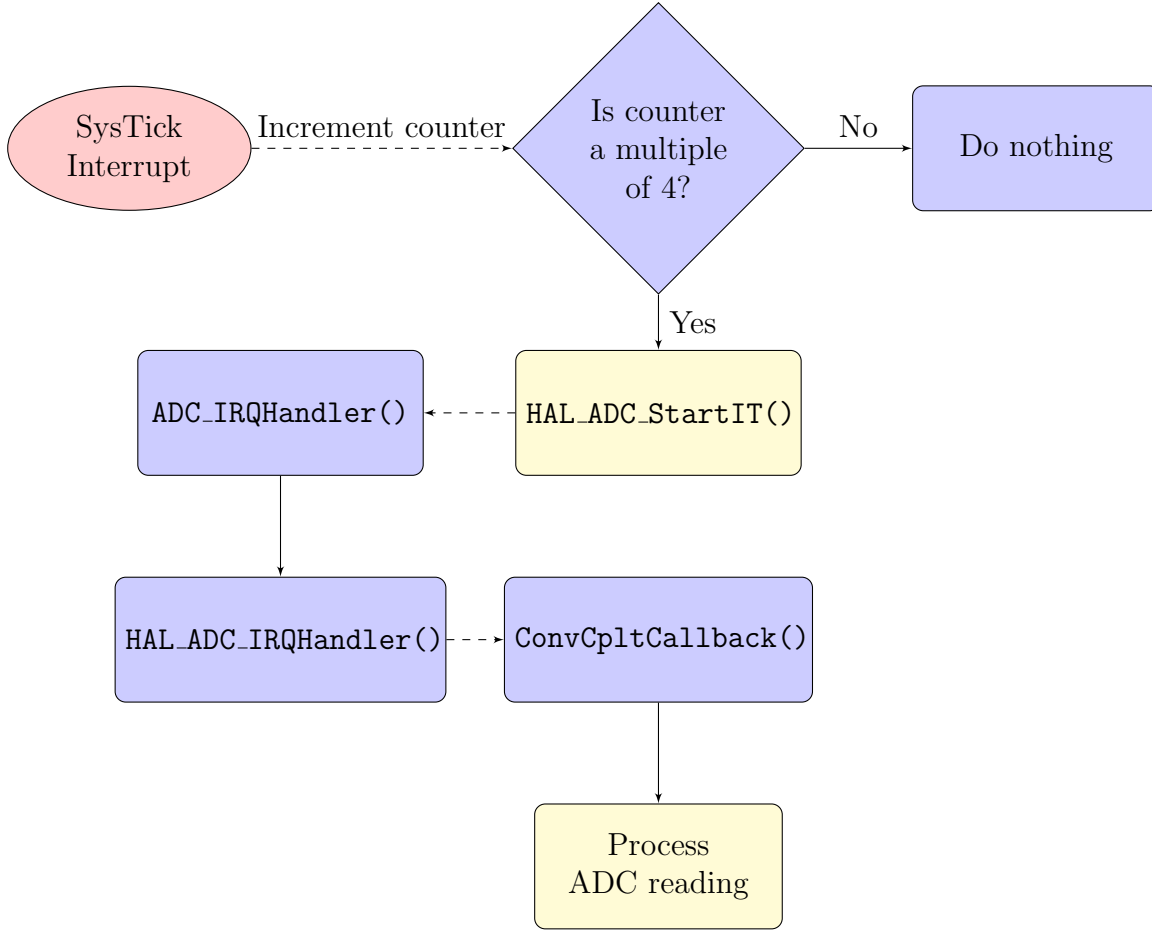 SysTick
Interrupt
Increment counter
Is counter
a multiple
of 4?
No
Do nothing
Yes
ADC_IRQHandler()
HAL_ADC_StartIT()
HAL_ADC_IRQHandler()
ConvCpltCallback()
Process
ADC reading